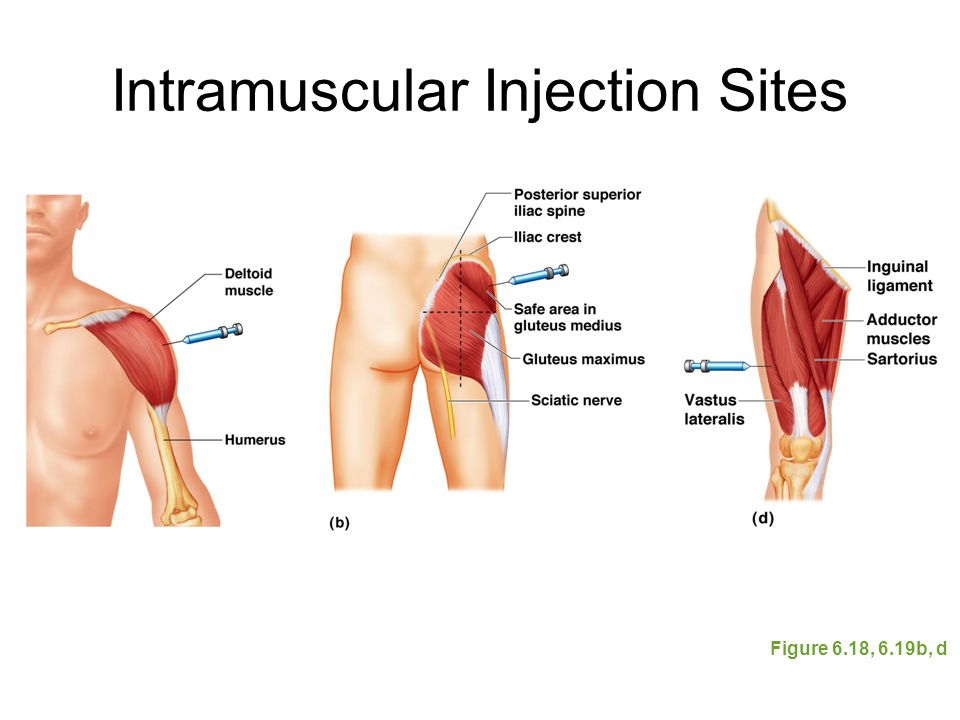 Intramuscular Injection Sites
Deltoid
muscle
Humerus
Posterior superior
iliac spine
Iliac crest
Safe area in
gluteus medius
Gluteus maximus
Sciatic nerve
(b)
Inguinal
ligament
Adductor
muscles
Sartorius
Vastus
lateralis
(d)
Figure 6.18, 6.19b, d